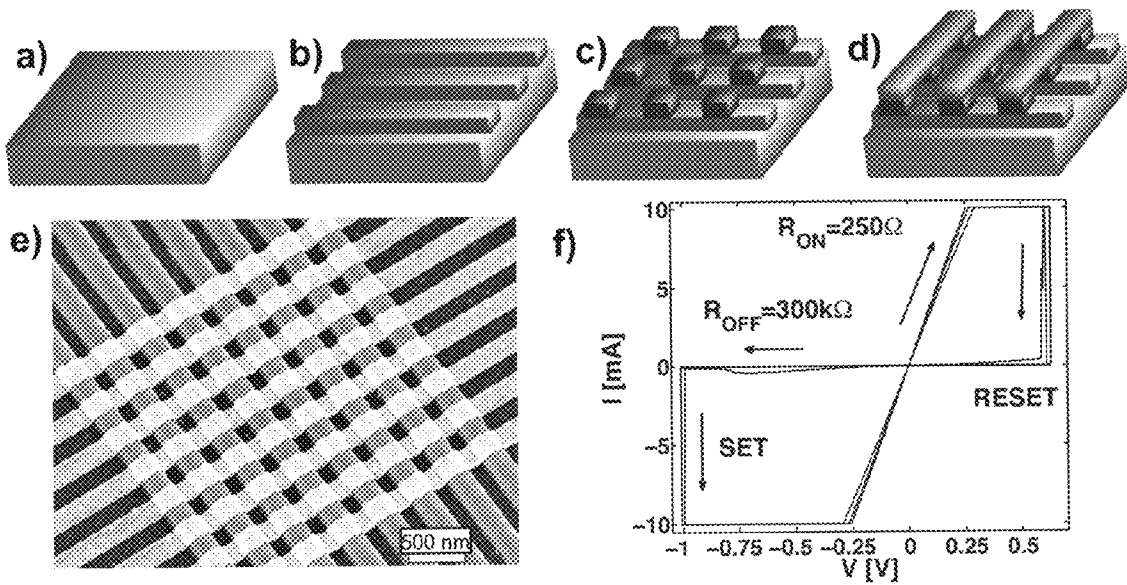 a)
b)
c)
d)
e)
500 nm
f)
10
5
0
−5
−10
I [mA]
R_ON=250Ω
R_OFF=300kΩ
RESET
SET
−1
−0.75
−0.5
−0.25
0
0.25
0.5
V [V]